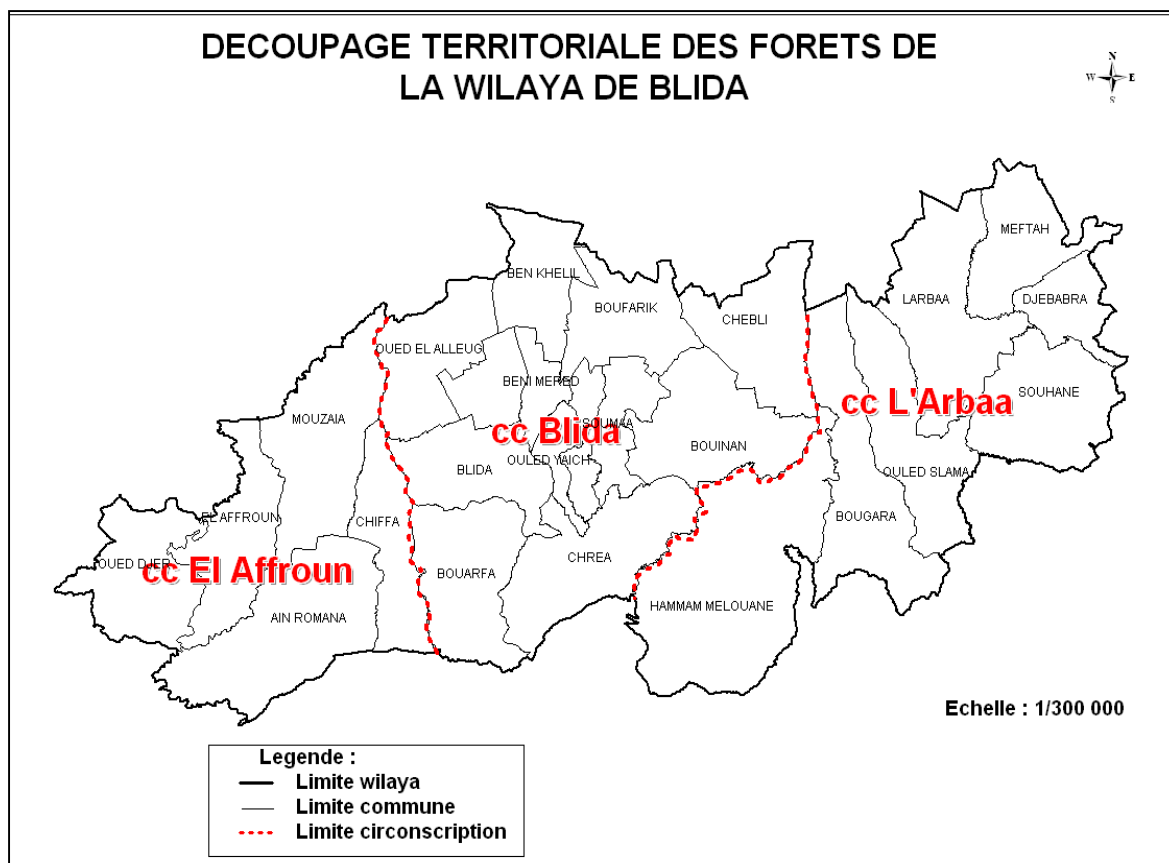 DECOUPAGE TERRITORIALE DES FORETS DE
LA WILAYA DE BLIDA
N
W E
S
MEFTAH
BEN KHELIL
BOUFARIK
CHEBLI
LARBAA
DJEBABRA
OUED EL ALLEUG
BENI MERED
SOUHANE
MOUZAIA
cc L'Arbaa
SOUMAA
cc Blida
BOUINAN
BLIDA
OULED YAICH
OULED SLAMA
EL AFFROUN
CHIFFA
BOUGARA
OUED DJER
cc El Affroun
BOUARFA
CHREA
AIN ROMANA
HAMMAM MELOUANE
Echelle : 1/300 000
Legende :
Limite wilaya
Limite commune
Limite circonscription